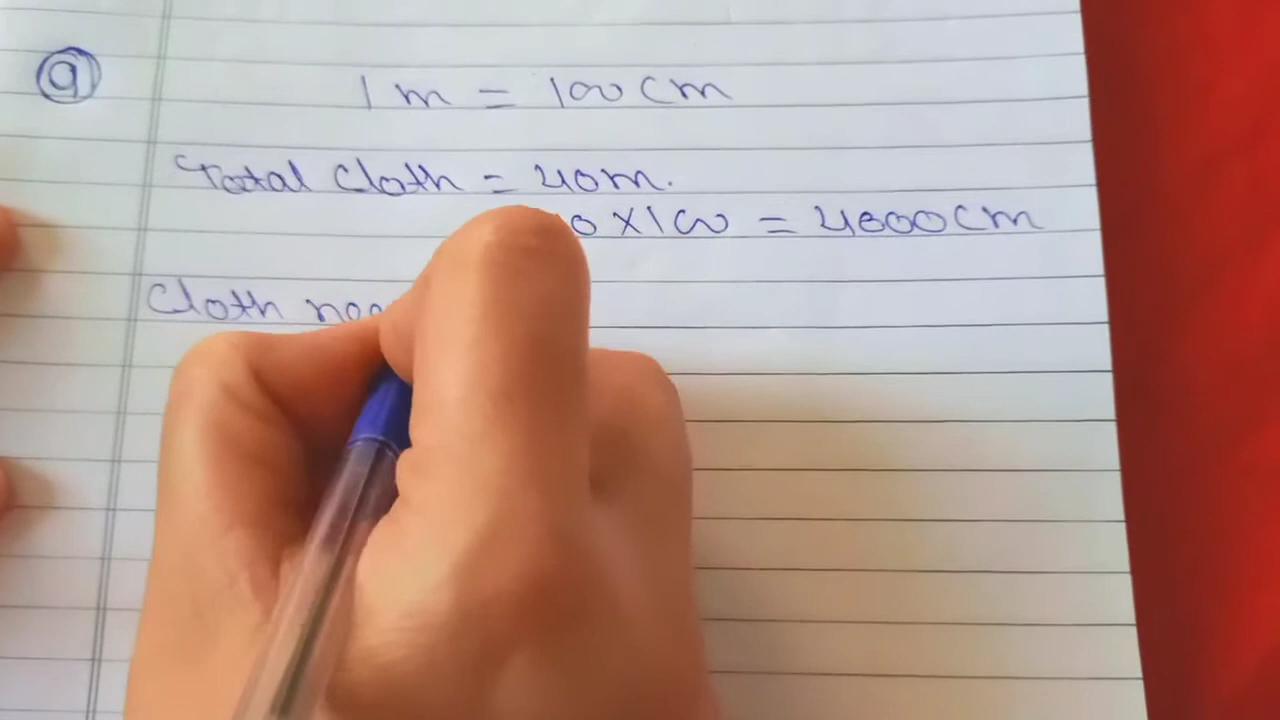 9
1 m = 100 cm
Total Cloth = 40m.
0 X 100 = 4000 cm
Cloth